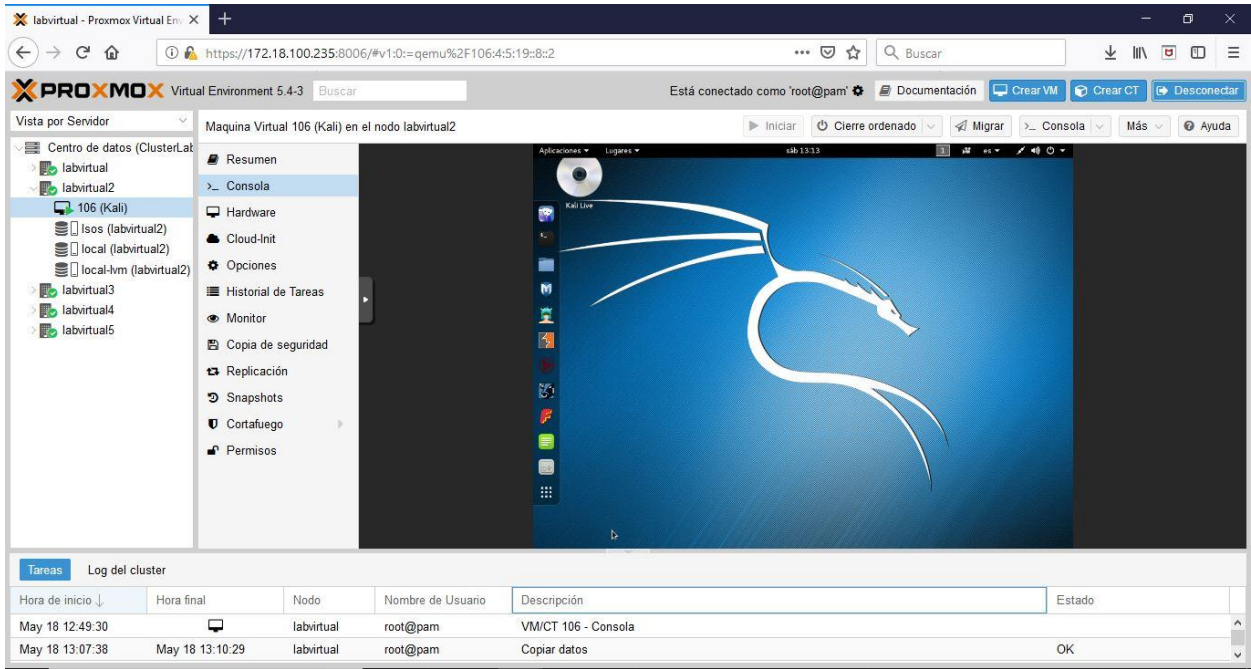 labvirtual - Proxmox Virtual Env
https://172.18.100.235:8006/#v1:0:=qemu%2F106:4:5:19::8::2
Buscar
PROXMOX Virtual Environment 5.4-3 Buscar
Está conectado como 'root@pam' Documentación Crear VM Crear CT Desconectar
Vista por Servidor
Maquina Virtual 106 (Kali) en el nodo labvirtual2
Iniciar Cierre ordenado Migrar >_ Consola Más Ayuda
Centro de datos (ClusterLab
labvirtual
labvirtual2
106 (Kali)
Isos (labvirtual2)
local (labvirtual2)
local-lvm (labvirtual2)
labvirtual3
labvirtual4
labvirtual5
Resumen
>_ Consola
Hardware
Cloud-Init
Opciones
Historial de Tareas
Monitor
Copia de seguridad
Replicación
Snapshots
Cortafuego
Permisos
Aplicaciones Lugares sáb 13:13 1 es
Kali Live
Tareas Log del cluster
Hora de inicio Hora final Nodo Nombre de Usuario Descripción Estado
May 18 12:49:30 labvirtual root@pam VM/CT 106 - Consola
May 18 13:07:38 May 18 13:10:29 labvirtual root@pam Copiar datos OK